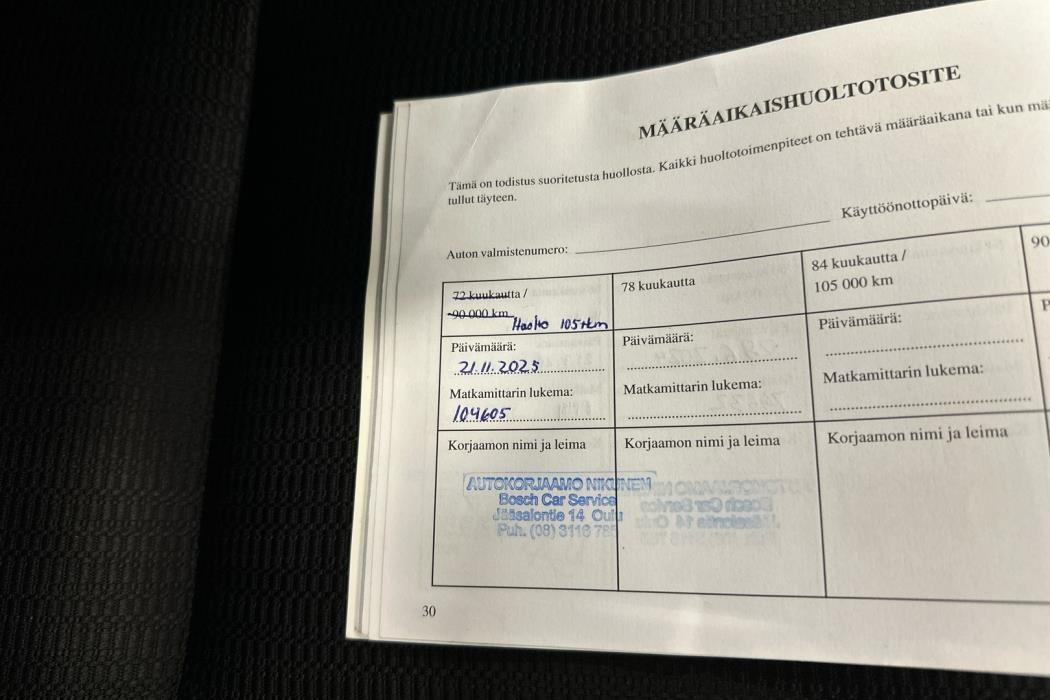 MÄÄRÄAIKAISHUOLTOTOSITE
Tämä on todistus suoritetusta huollosta. Kaikki huoltotoimenpiteet on tehtävä määräaikana tai kun
tullut täyteen.
Käyttöönottopäivä:
Auton valmistenumero:
72 kuukautta /
90 000 km
105tkm
Päivämäärä:
21.11.2025
Matkamittarin lukema:
104605
Korjaamon nimi ja leima
AUTOKORJAAMO NIKUNEN
Bosch Car Service
Jääsalontie 14 Oulu
Puh. (08) 3116 785
78 kuukautta
Päivämäärä:
Matkamittarin lukema:
Korjaamon nimi ja leima
84 kuukautta /
105 000 km
Päivämäärä:
Matkamittarin lukema:
Korjaamon nimi ja leima
90
P
30